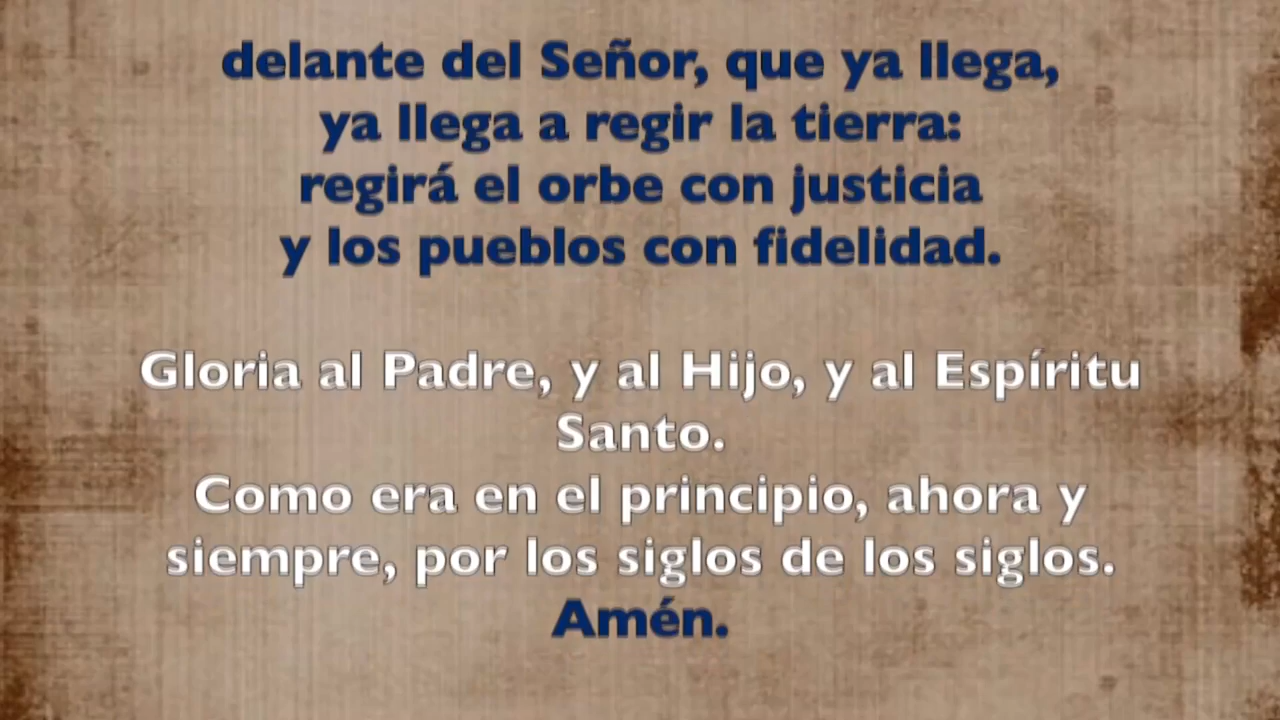 delante del Señor, que ya llega,
ya llega a regir la tierra:
regirá el orbe con justicia
y los pueblos con fidelidad.
Gloria al Padre, y al Hijo, y al Espíritu
Santo.
Como era en el principio, ahora y
siempre, por los siglos de los siglos.
Amén.